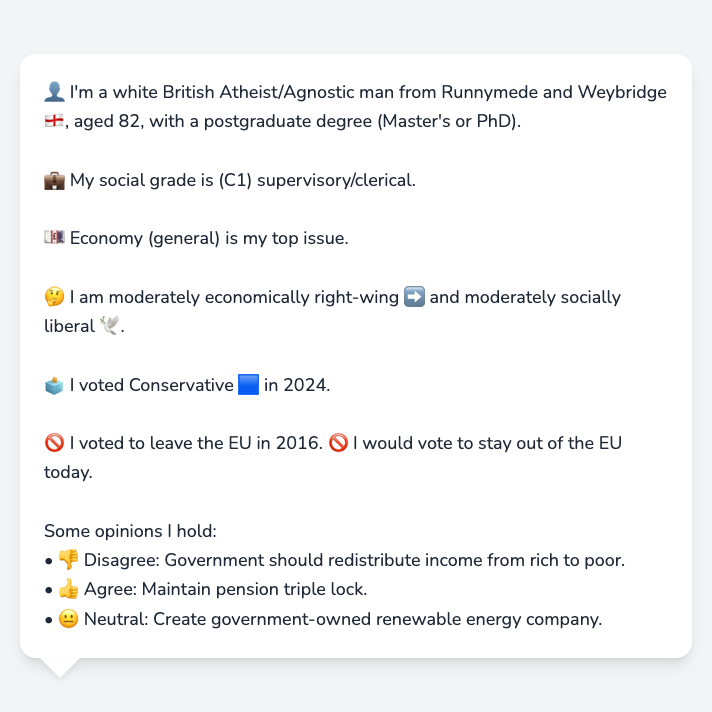 👤 I'm a white British Atheist/Agnostic man from Runnymede and Weybridge
🏴󠁧󠁢󠁥󠁮󠁧󠁿, aged 82, with a postgraduate degree (Master's or PhD).
💼 My social grade is (C1) supervisory/clerical.
💷 Economy (general) is my top issue.
🤔 I am moderately economically right-wing ➡️ and moderately socially
liberal 🕊️.
🗳️ I voted Conservative 🟦 in 2024.
🚫 I voted to leave the EU in 2016. 🚫 I would vote to stay out of the EU
today.
Some opinions I hold:
• 👎 Disagree: Government should redistribute income from rich to poor.
• 👍 Agree: Maintain pension triple lock.
• 😐 Neutral: Create government-owned renewable energy company.